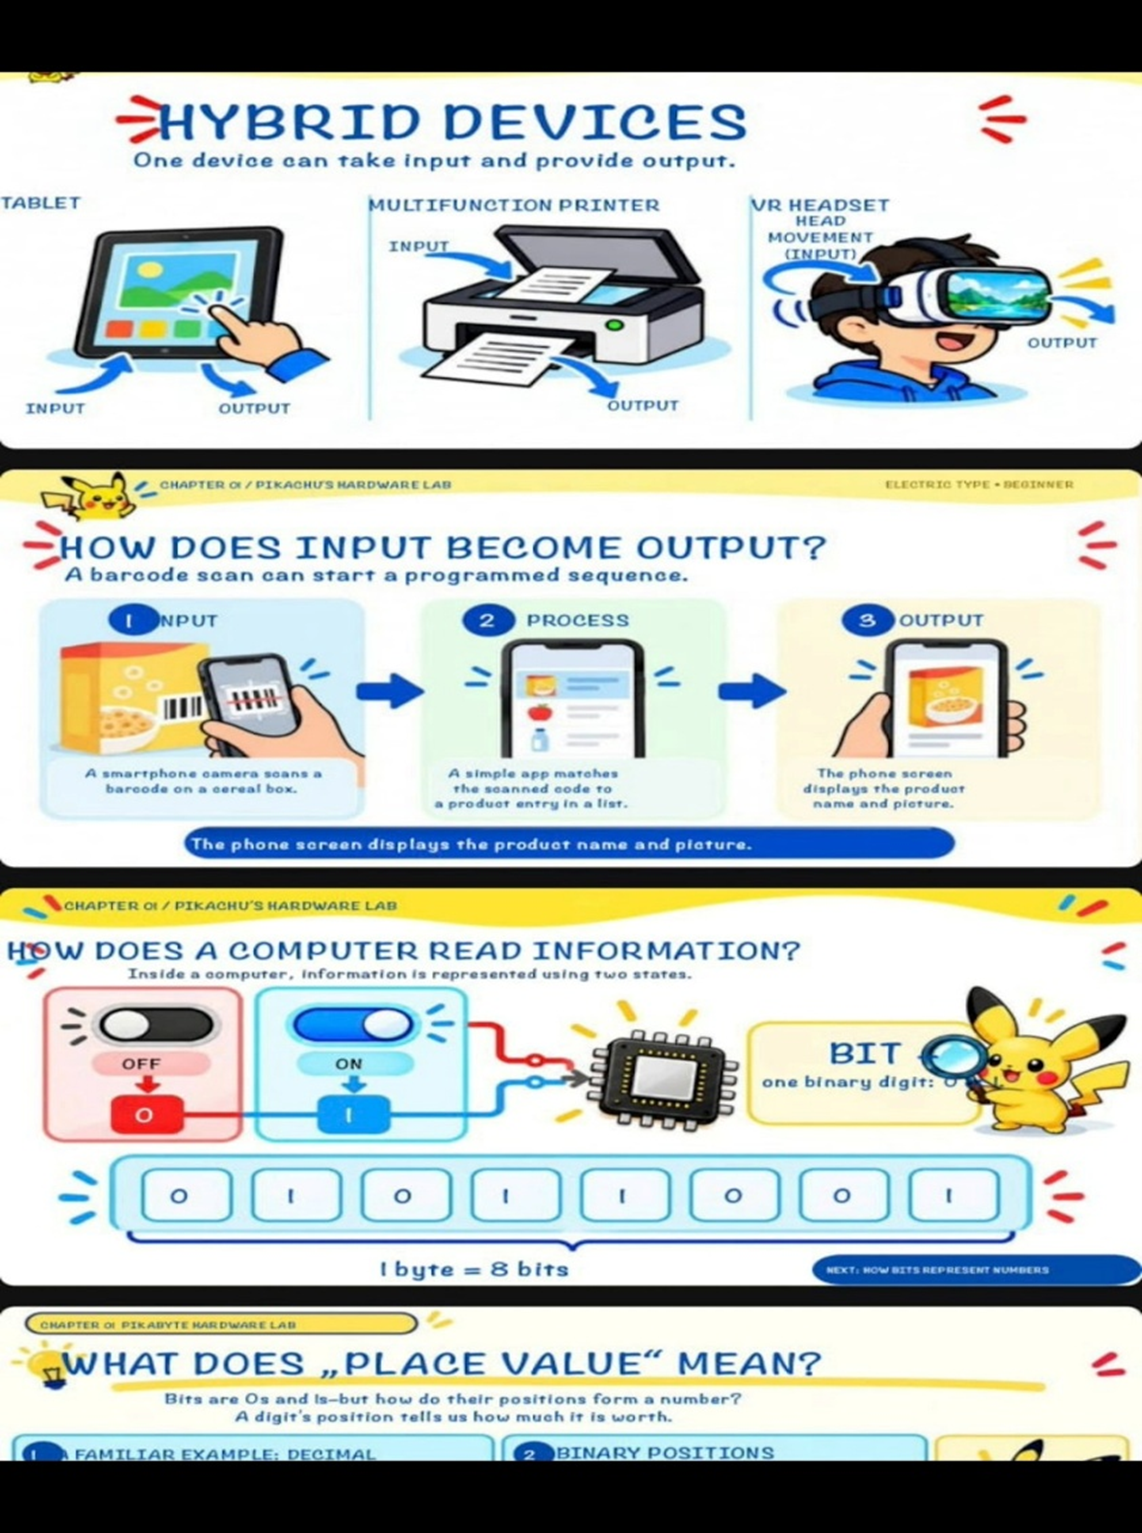 HYBRID DEVICES
One device can take input and provide output.
TABLET
INPUT
OUTPUT
MULTIFUNCTION PRINTER
INPUT
OUTPUT
VR HEADSET
HEAD
MOVEMENT
(INPUT)
OUTPUT
CHAPTER 01 / PIKACHU'S HARDWARE LAB
ELECTRIC TYPE • BEGINNER
HOW DOES INPUT BECOME OUTPUT?
A barcode scan can start a programmed sequence.
1 NPUT
A smartphone camera scans a
barcode on a cereal box.
2 PROCESS
A simple app matches
the scanned code to
a product entry in a list.
3 OUTPUT
The phone screen
displays the product
name and picture.
The phone screen displays the product name and picture.
CHAPTER 01 / PIKACHU'S HARDWARE LAB
HOW DOES A COMPUTER READ INFORMATION?
Inside a computer, information is represented using two states.
OFF
0
ON
1
BIT
one binary digit: 0
0 1 0 1 1 0 0 1
1 byte = 8 bits
NEXT: HOW BITS REPRESENT NUMBERS
CHAPTER 01 PIKABYTE HARDWARE LAB
WHAT DOES „PLACE VALUE“ MEAN?
Bits are 0s and 1s–but how do their positions form a number?
A digit's position tells us how much it is worth.
1 A FAMILIAR EXAMPLE: DECIMAL
2 BINARY POSITIONS